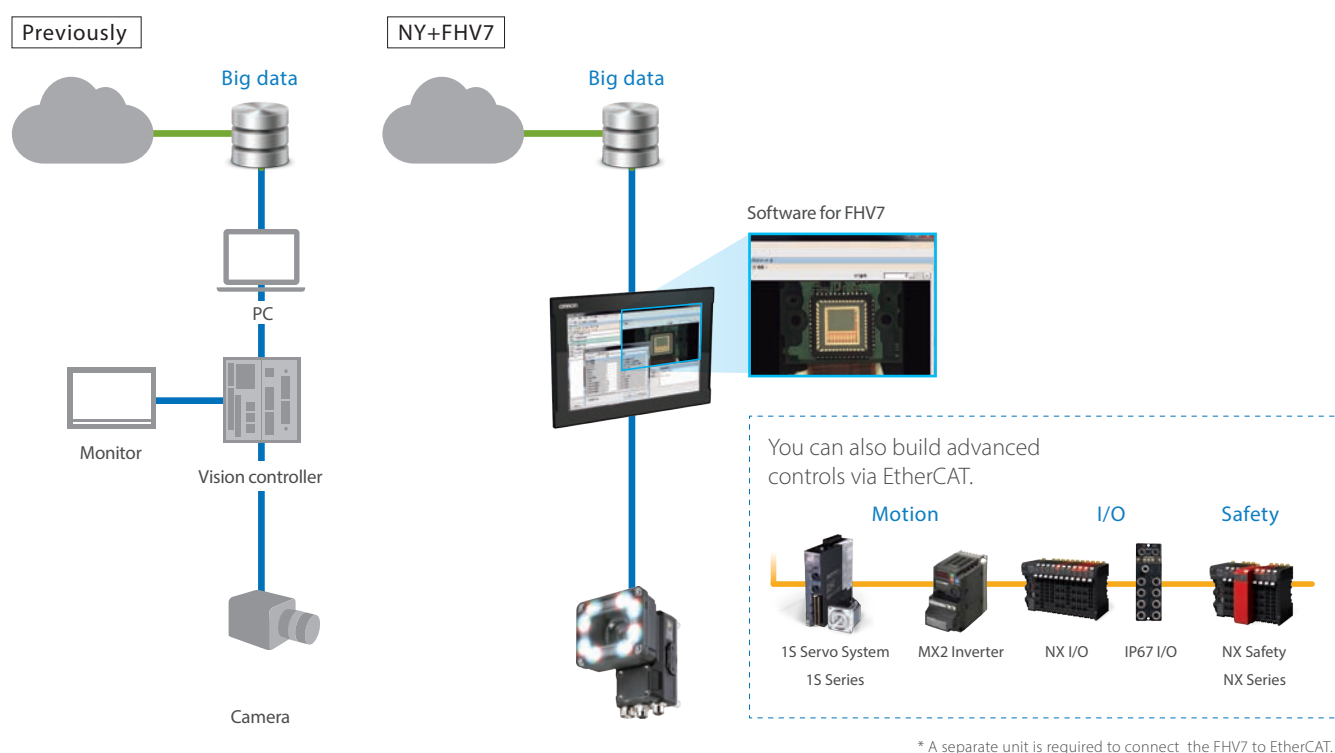 Previously
Big data
PC
Monitor
Vision controller
Camera
NY+FHV7
Big data
Software for FHV7
OMRON
You can also build advanced
controls via EtherCAT.
Motion
I/O
Safety
1S Servo System
1S Series
MX2 Inverter
NX I/O
IP67 I/O
NX Safety
NX Series
* A separate unit is required to connect the FHV7 to EtherCAT.